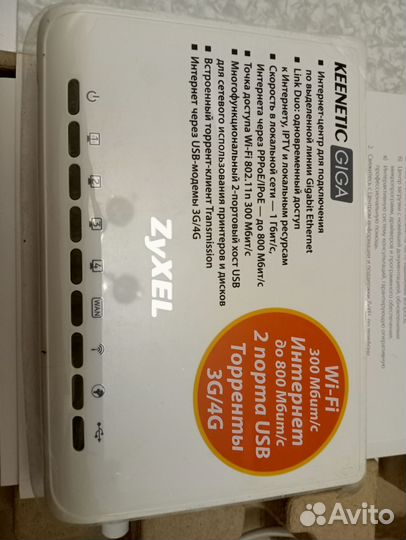 KEENETIC GIGA
■ Интернет-центр для подключения
по выделенной линии Gigabit Ethernet
■ Link Duo: одновременный доступ
к Интернету, IPTV и локальным ресурсам
■ Скорость в локальной сети — 1 Гбит/с,
Интернета через PPPoE/IPoE — до 800 Мбит/с
■ Точка доступа Wi-Fi 802.11n 300 Мбит/с
■ Многофункциональный 2-портовый хост USB
для сетевого использования принтеров и дисков
■ Встроенный торрент-клиент Transmission
■ Интернет через USB-модемы 3G/4G
ZyXEL
Wi-Fi
300 Мбит/с
Интернет
до 800 Мбит/с
2 порта USB
Торренты
3G/4G
1
2
3
4
WAN
Avito